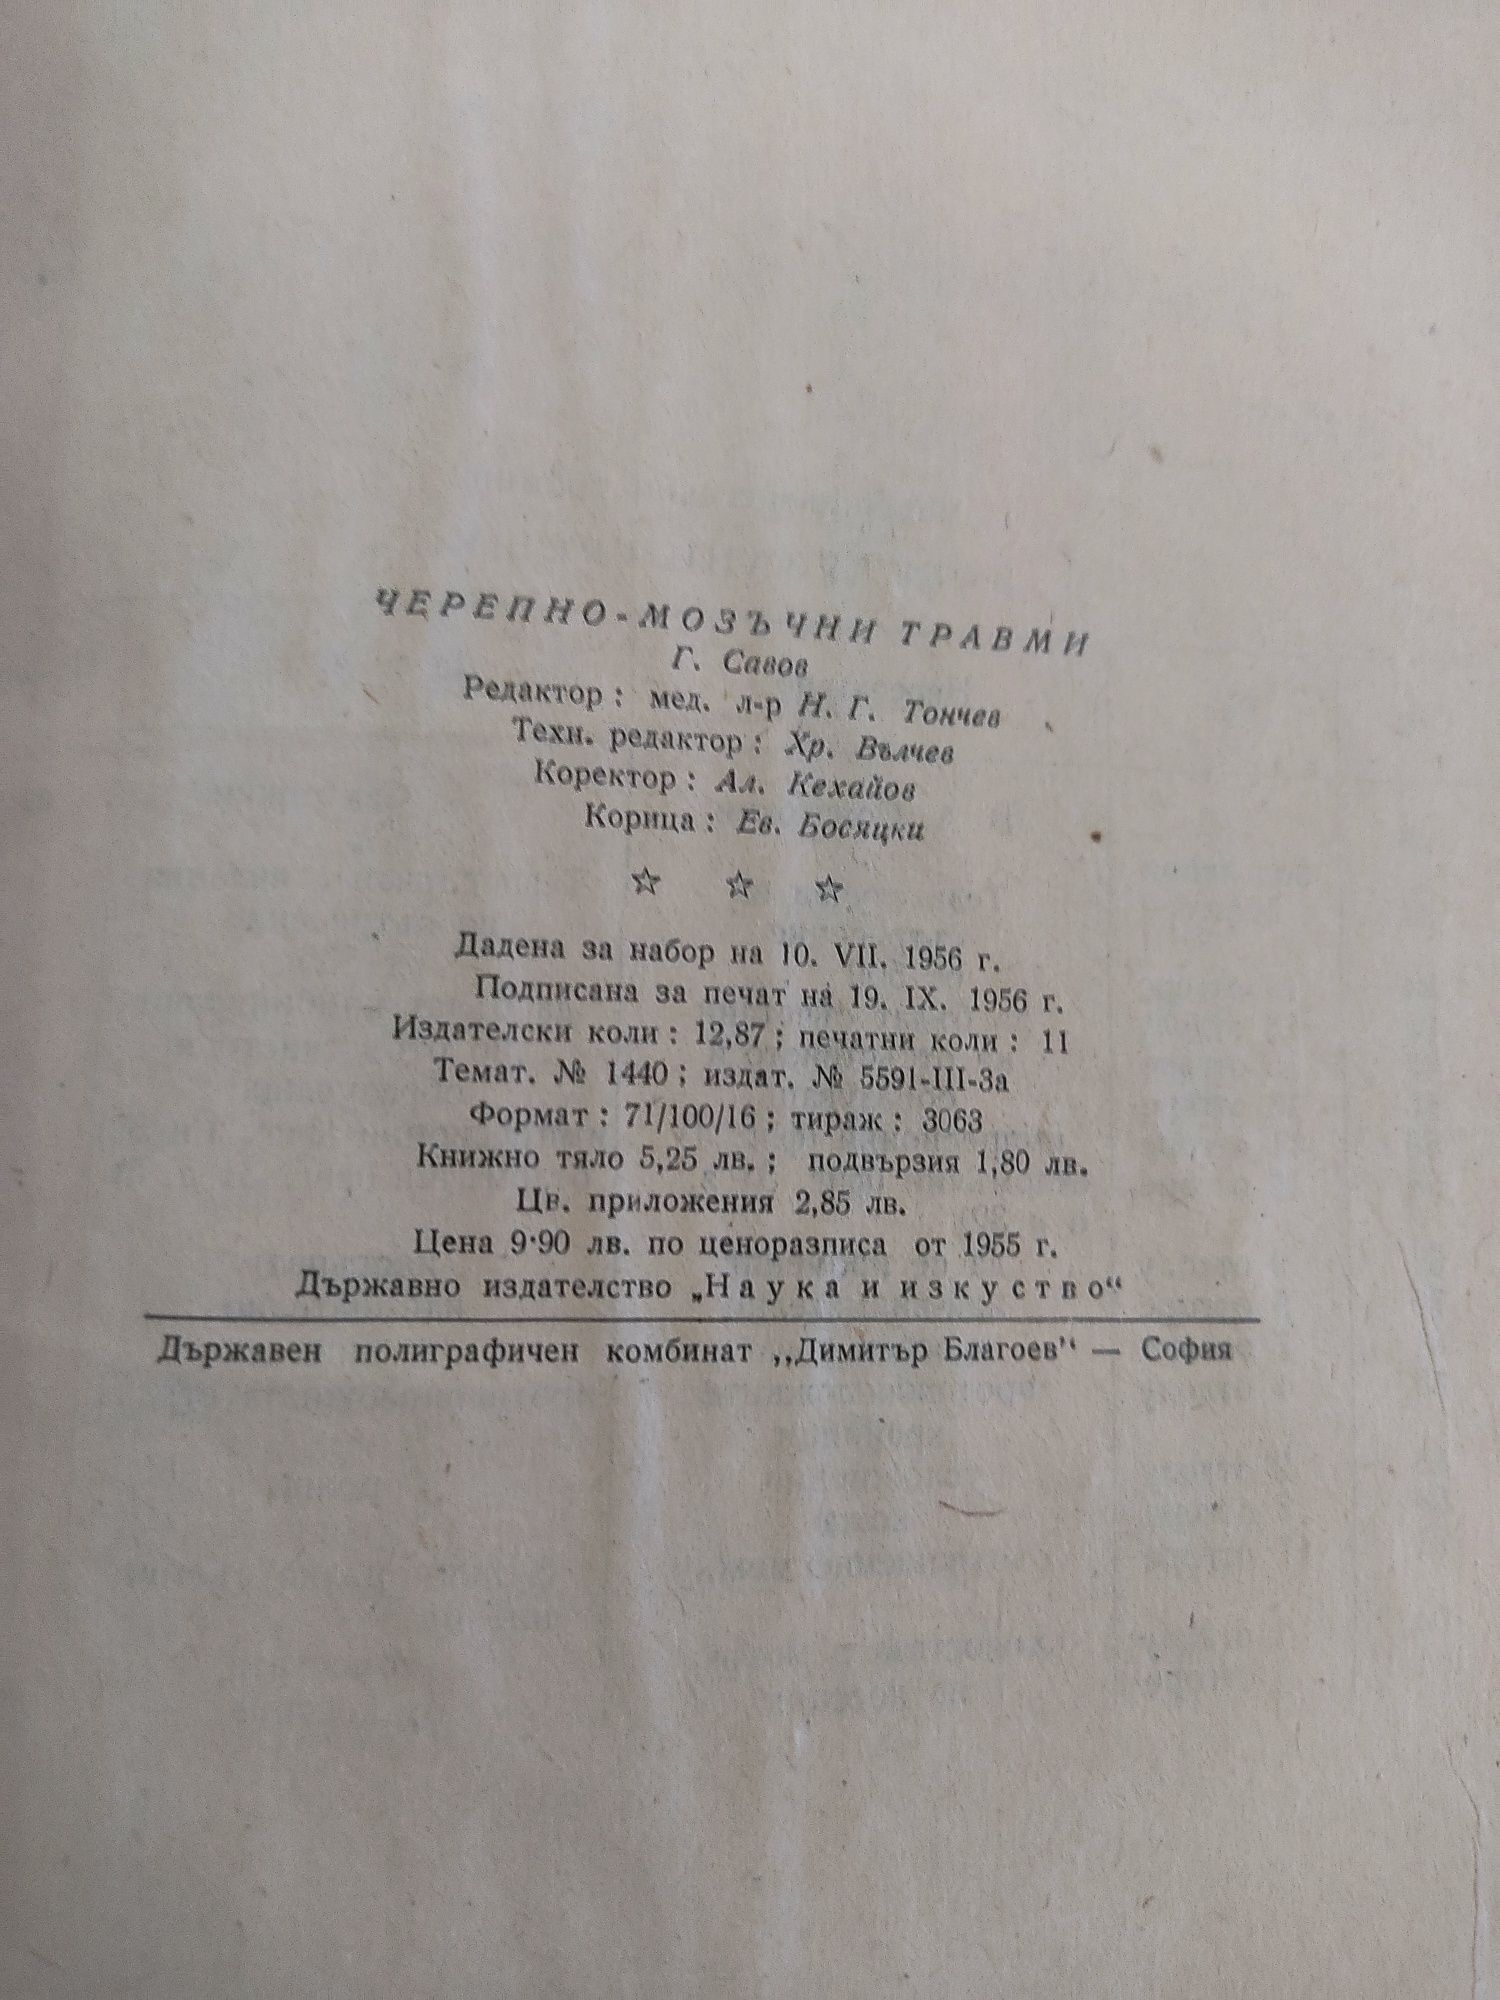 ЧЕРЕПНО-МОЗЪЧНИ ТРАВМИ
Г. Савов
Редактор: мед. л-р Н. Г. Тончев
Техн. редактор: Хр. Вълчев
Коректор: Ал. Кехайов
Корица: Ев. Босяцки
☆ ☆ ☆
Дадена за набор на 10. VII. 1956 г.
Подписана за печат на 19. IX. 1956 г.
Издателски коли: 12,87; печатни коли: 11
Темат. № 1440; издат. № 5591-III-3а
Формат: 71/100/16; тираж: 3063
Книжно тяло 5,25 лв.; подвързия 1,80 лв.
Цв. приложения 2,85 лв.
Цена 9·90 лв. по ценоразписа от 1955 г.
Държавно издателство „Наука и изкуство“
Държавен полиграфичен комбинат ,,Димитър Благоев" — София